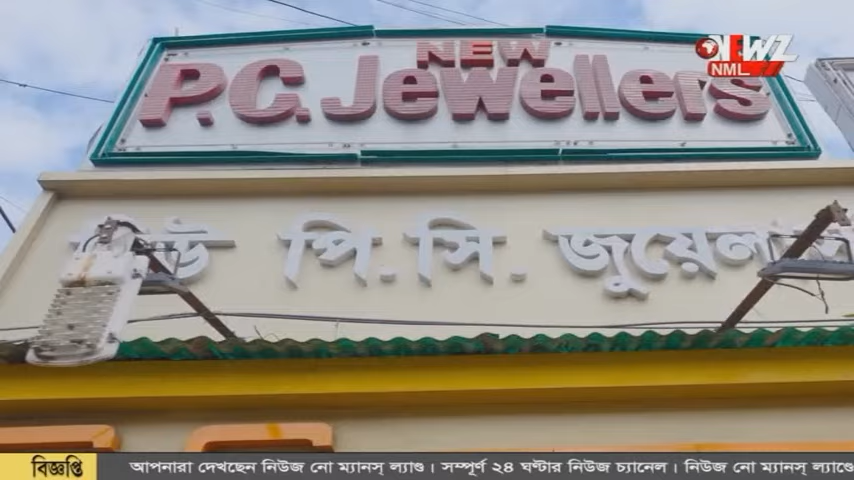 NEW
P.C. Jewellers
NEWZ
NML
উ পি.সি. জুয়েল
বিজ্ঞপ্তি
আপনারা দেখছেন নিউজ নো ম্যানস্ ল্যাণ্ড। সম্পূর্ণ ২৪ ঘণ্টার নিউজ চ্যানেল । নিউজ নো ম্যানস্ ল্যাণ্ডে